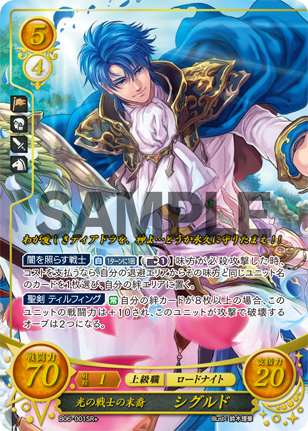 5
4
SAMPLE
わが愛しきディアドラを、神よ…どうか永久に守りたまえ!!
闇を照らす戦士 自 1ターンに1回 1 味方が必殺攻撃した時、
コストを支払うなら、自分の退避エリアからその味方と同じユニット名
のカードを1枚選び、自分の絆エリアに置く。
聖剣 ティルフィング 常 自分の絆カードが8枚以上の場合、こ
のユニットの戦闘力は+10され、このユニットが攻撃で破壊する
オーブは2つになる。
戦闘力 70
射程 1 上級職 ロードナイト
支援力 20
光の戦士の末裔 シグルド